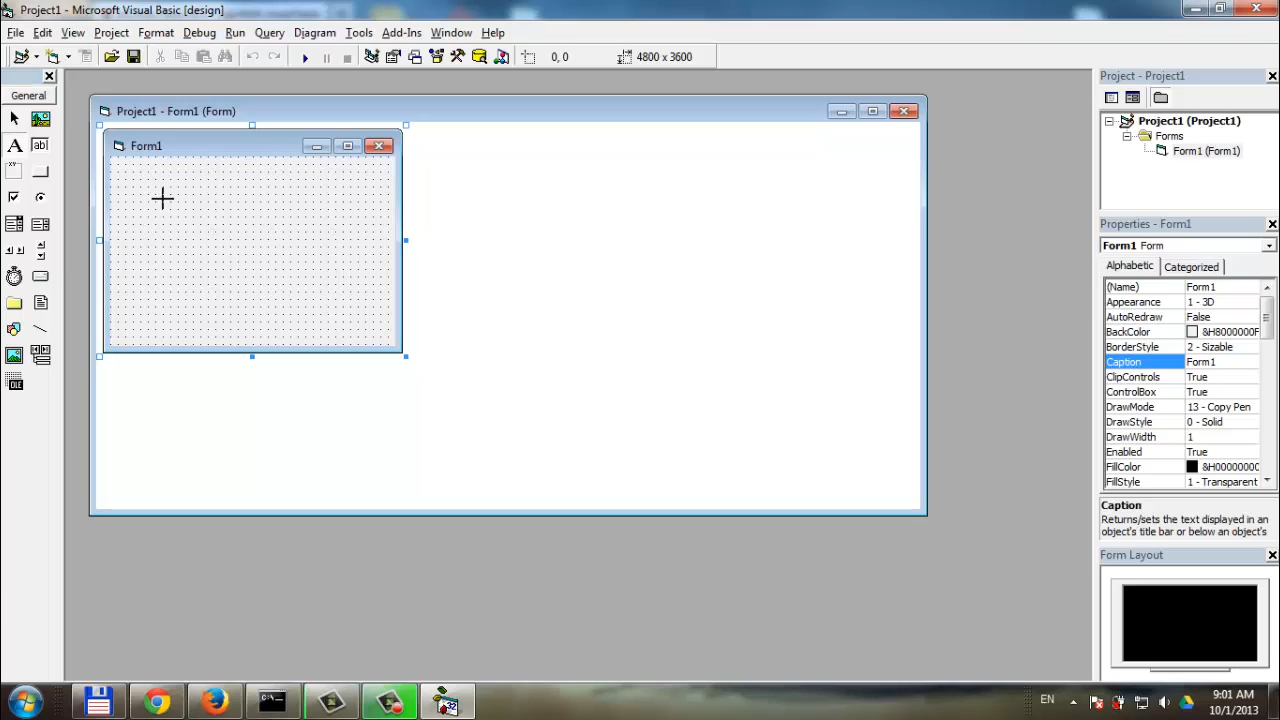 Project1 - Microsoft Visual Basic [design]
File Edit View Project Format Debug Run Query Diagram Tools Add-Ins Window Help
0, 0 4800 x 3600
General
A ab|
xy
OLE
Project1 - Form1 (Form)
Form1
Project - Project1
Project1 (Project1)
Forms
Form1 (Form1)
Properties - Form1
Form1 Form
Alphabetic Categorized
(Name) Form1
Appearance 1 - 3D
AutoRedraw False
BackColor &H8000000F
BorderStyle 2 - Sizable
Caption Form1
ClipControls True
ControlBox True
DrawMode 13 - Copy Pen
DrawStyle 0 - Solid
DrawWidth 1
Enabled True
FillColor &H00000000
FillStyle 1 - Transparent
Caption
Returns/sets the text displayed in an
object's title bar or below an object's
Form Layout
C:\
32
EN
9:01 AM
10/1/2013